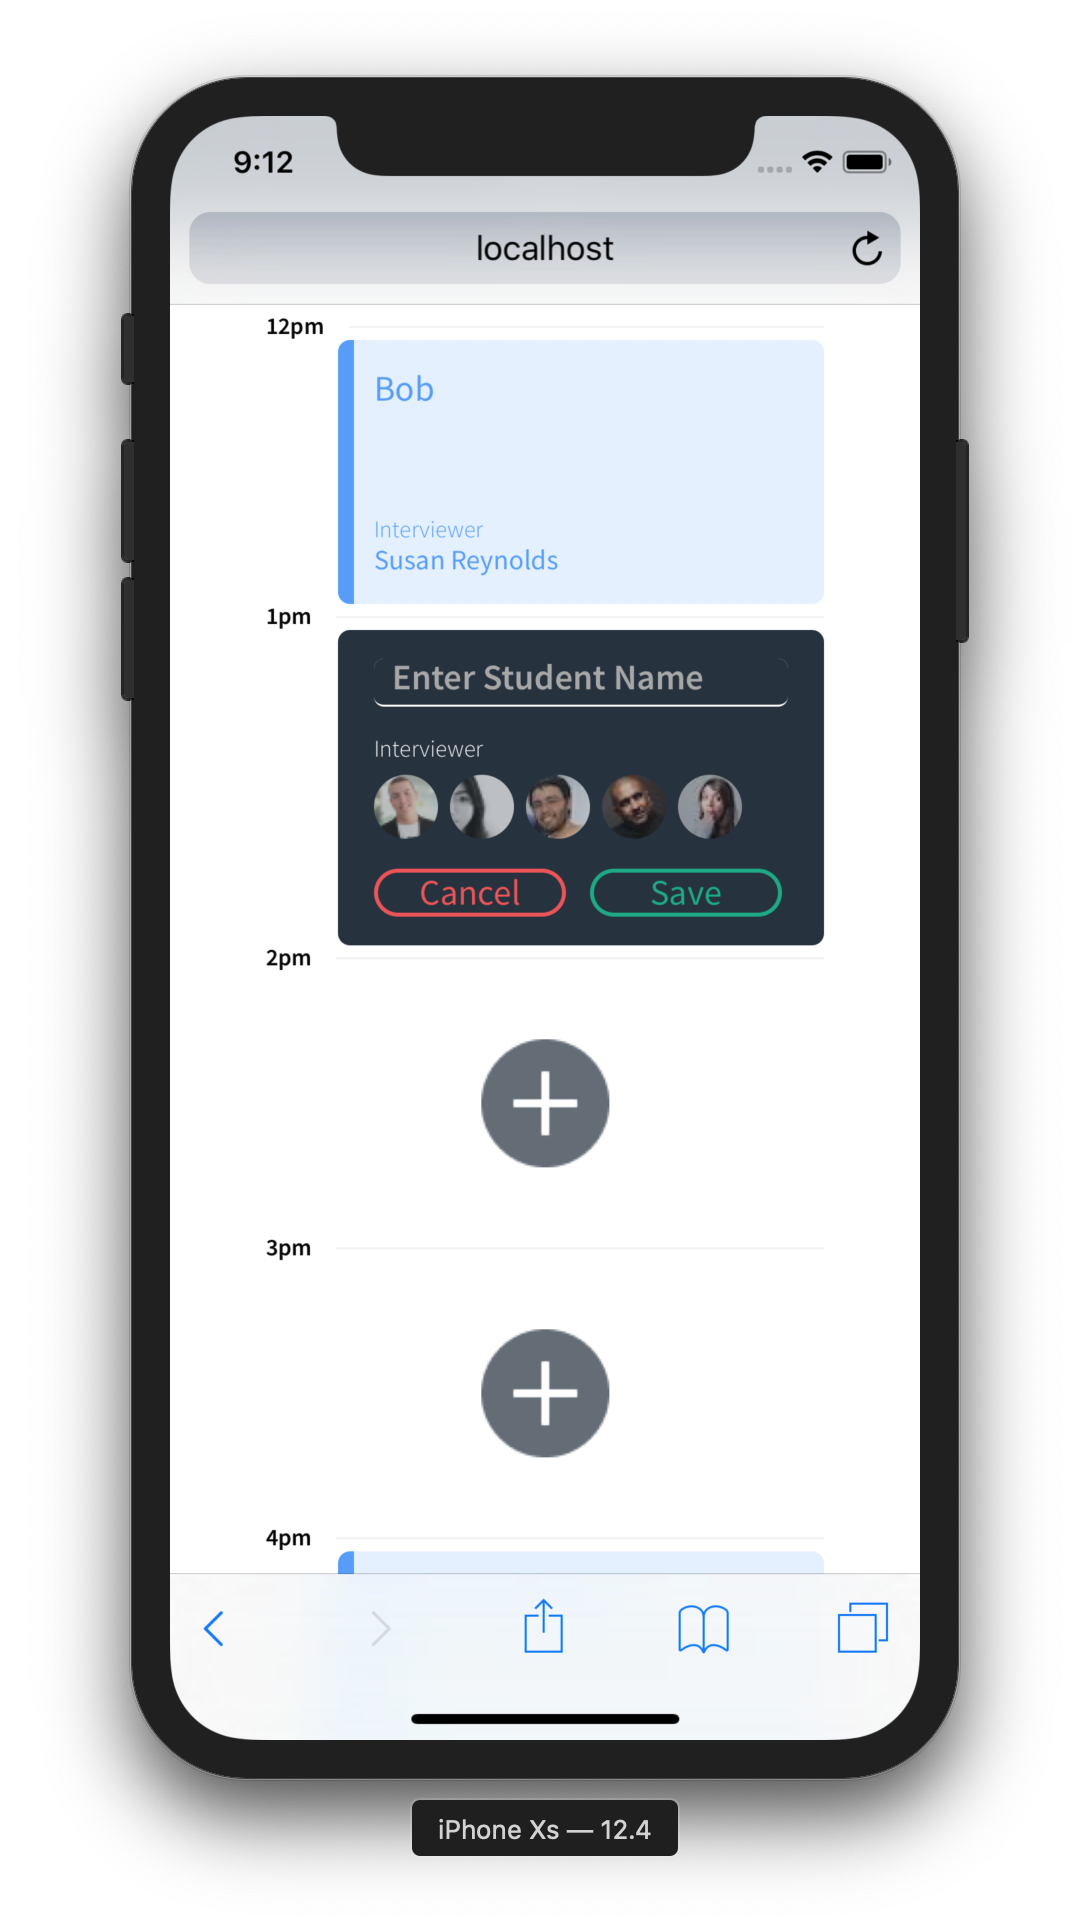 9:12
localhost
12pm
Bob
Interviewer
Susan Reynolds
1pm
Enter Student Name
Interviewer
Cancel
Save
2pm
3pm
4pm
iPhone Xs — 12.4